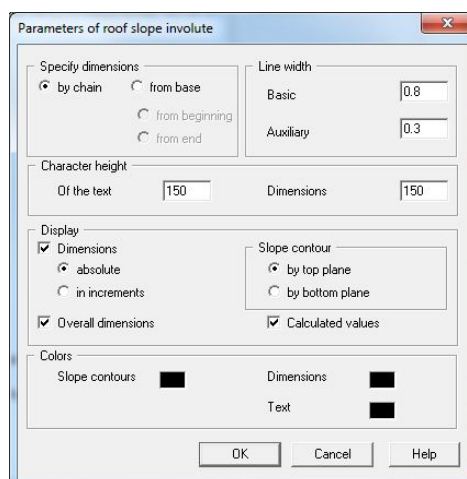 Parameters of roof slope involute
Specify dimensions
by chain
from base
from beginning
from end
Line width
Basic
0.8
Auxiliary
0.3
Character height
Of the text
150
Dimensions
150
Display
Dimensions
absolute
in increments
Overall dimensions
Slope contour
by top plane
by bottom plane
Calculated values
Colors
Slope contours
Dimensions
Text
OK
Cancel
Help